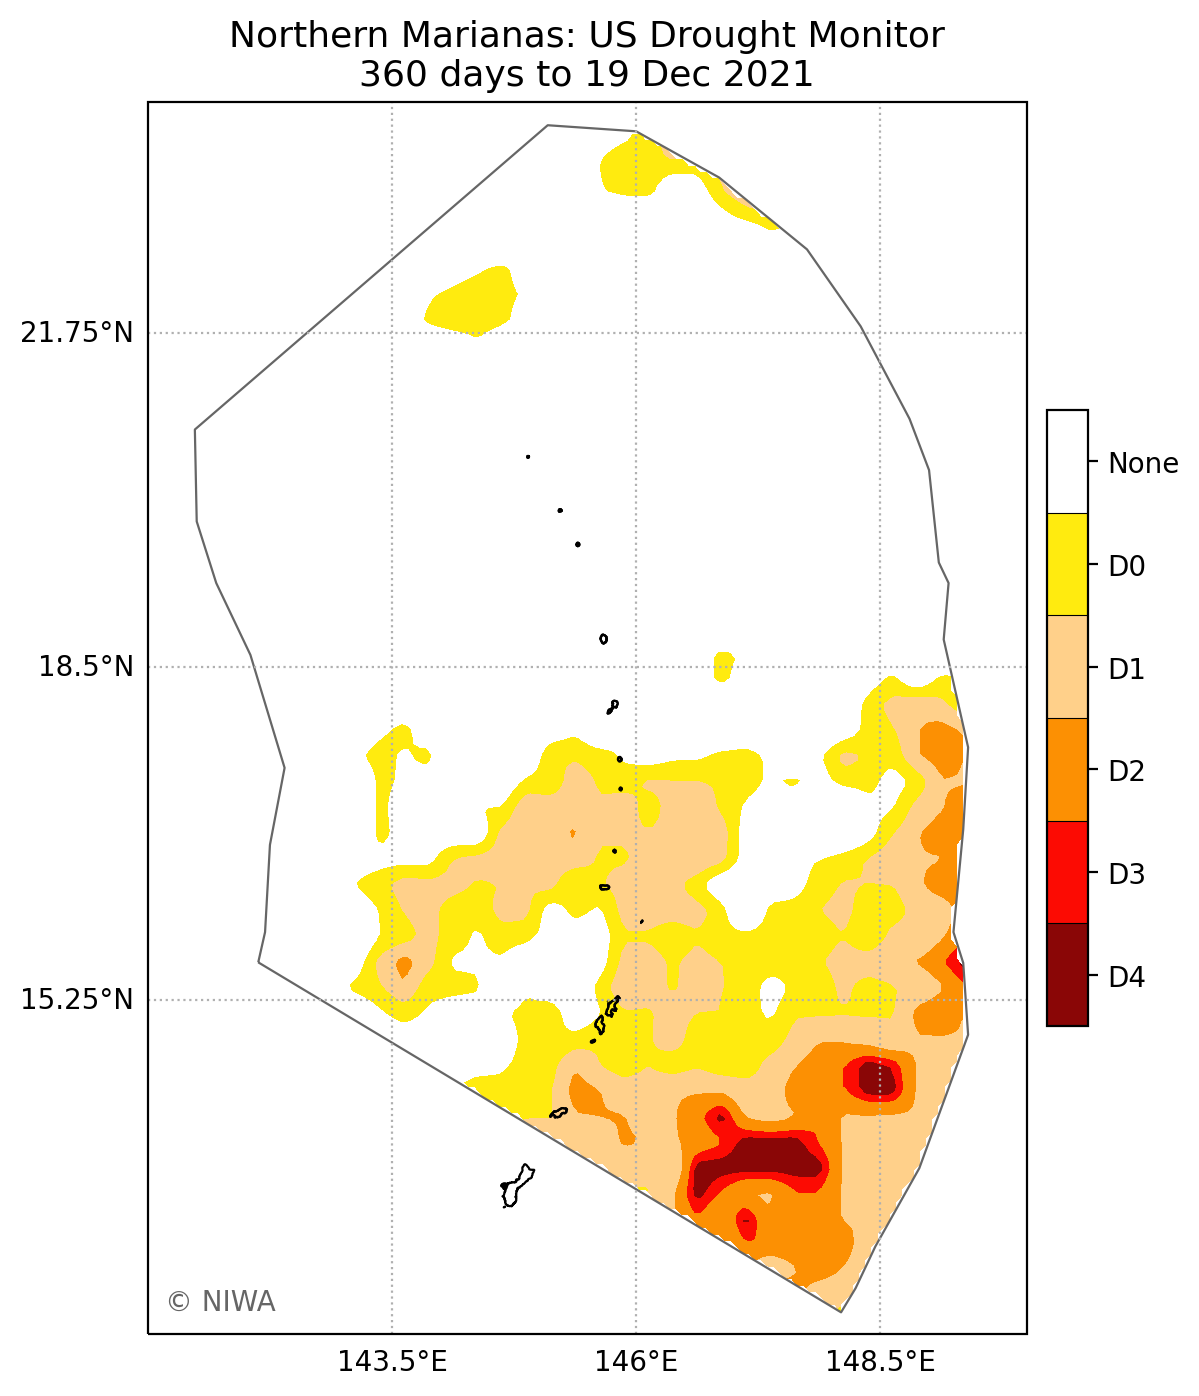 Northern Marianas: US Drought Monitor
360 days to 19 Dec 2021
21.75°N
18.5°N
15.25°N
143.5°E
146°E
148.5°E
None
D0
D1
D2
D3
D4
© NIWA